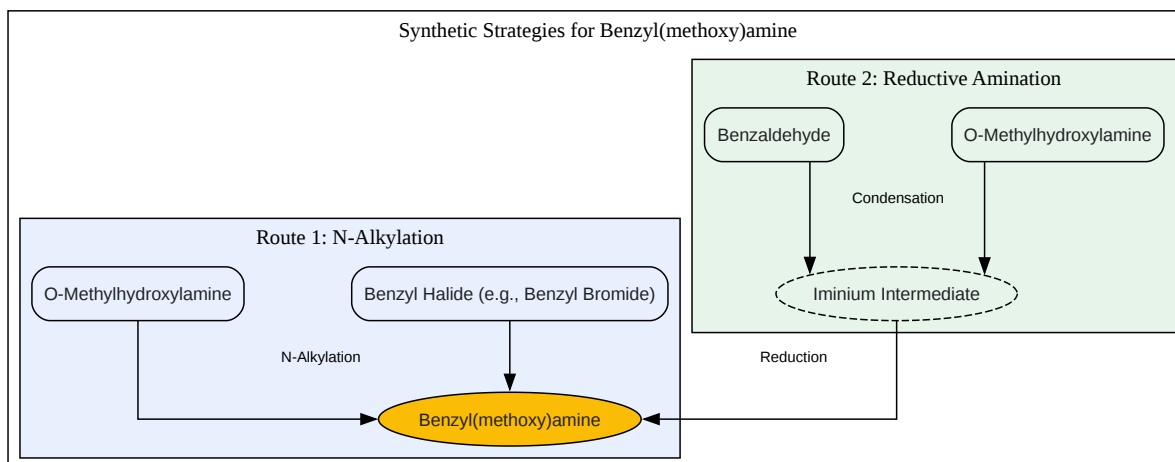 Synthetic Strategies for Benzyl(methoxy)amine
Route 2: Reductive Amination
Benzaldehyde
O-Methylhydroxylamine
Condensation
Iminium Intermediate
Reduction
Route 1: N-Alkylation
O-Methylhydroxylamine
Benzyl Halide (e.g., Benzyl Bromide)
N-Alkylation
Benzyl(methoxy)amine